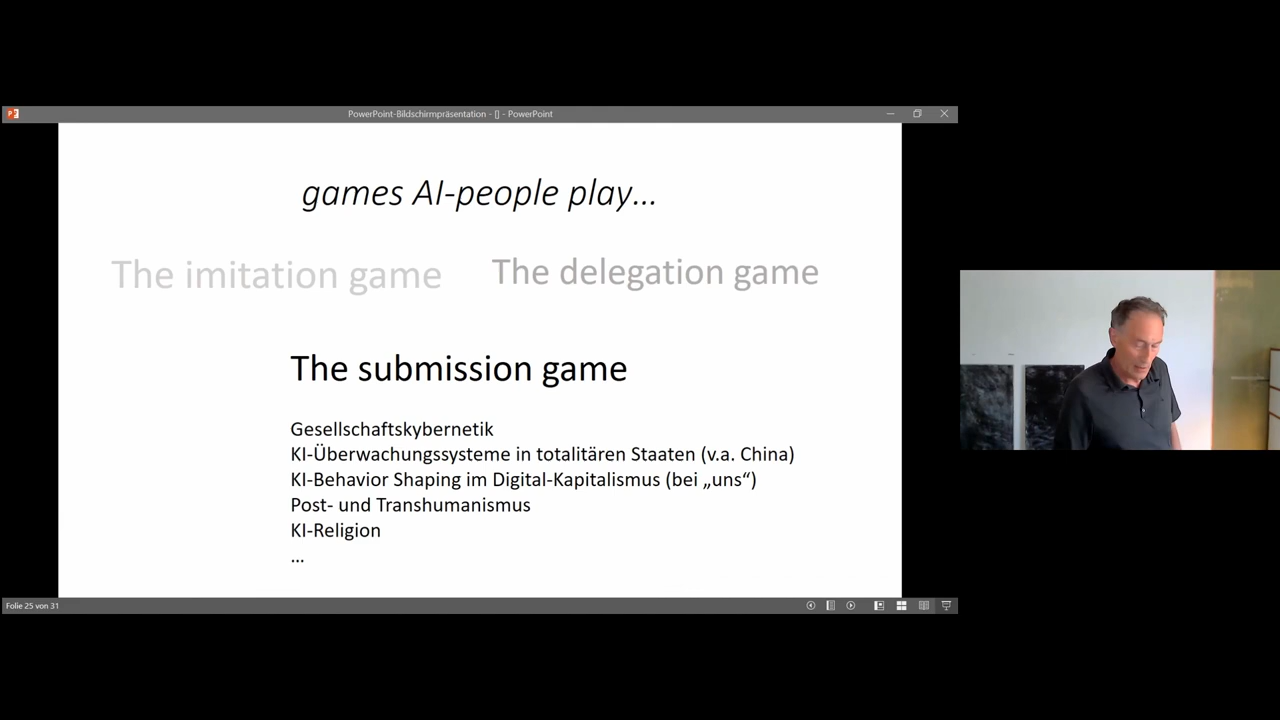 PowerPoint-Bildschirmpräsentation - [] - PowerPoint
games AI-people play...
The imitation game
The delegation game
The submission game
Gesellschaftskybernetik
KI-Überwachungssysteme in totalitären Staaten (v.a. China)
KI-Behavior Shaping im Digital-Kapitalismus (bei „uns“)
Post- und Transhumanismus
KI-Religion
...
Folie 25 von 31